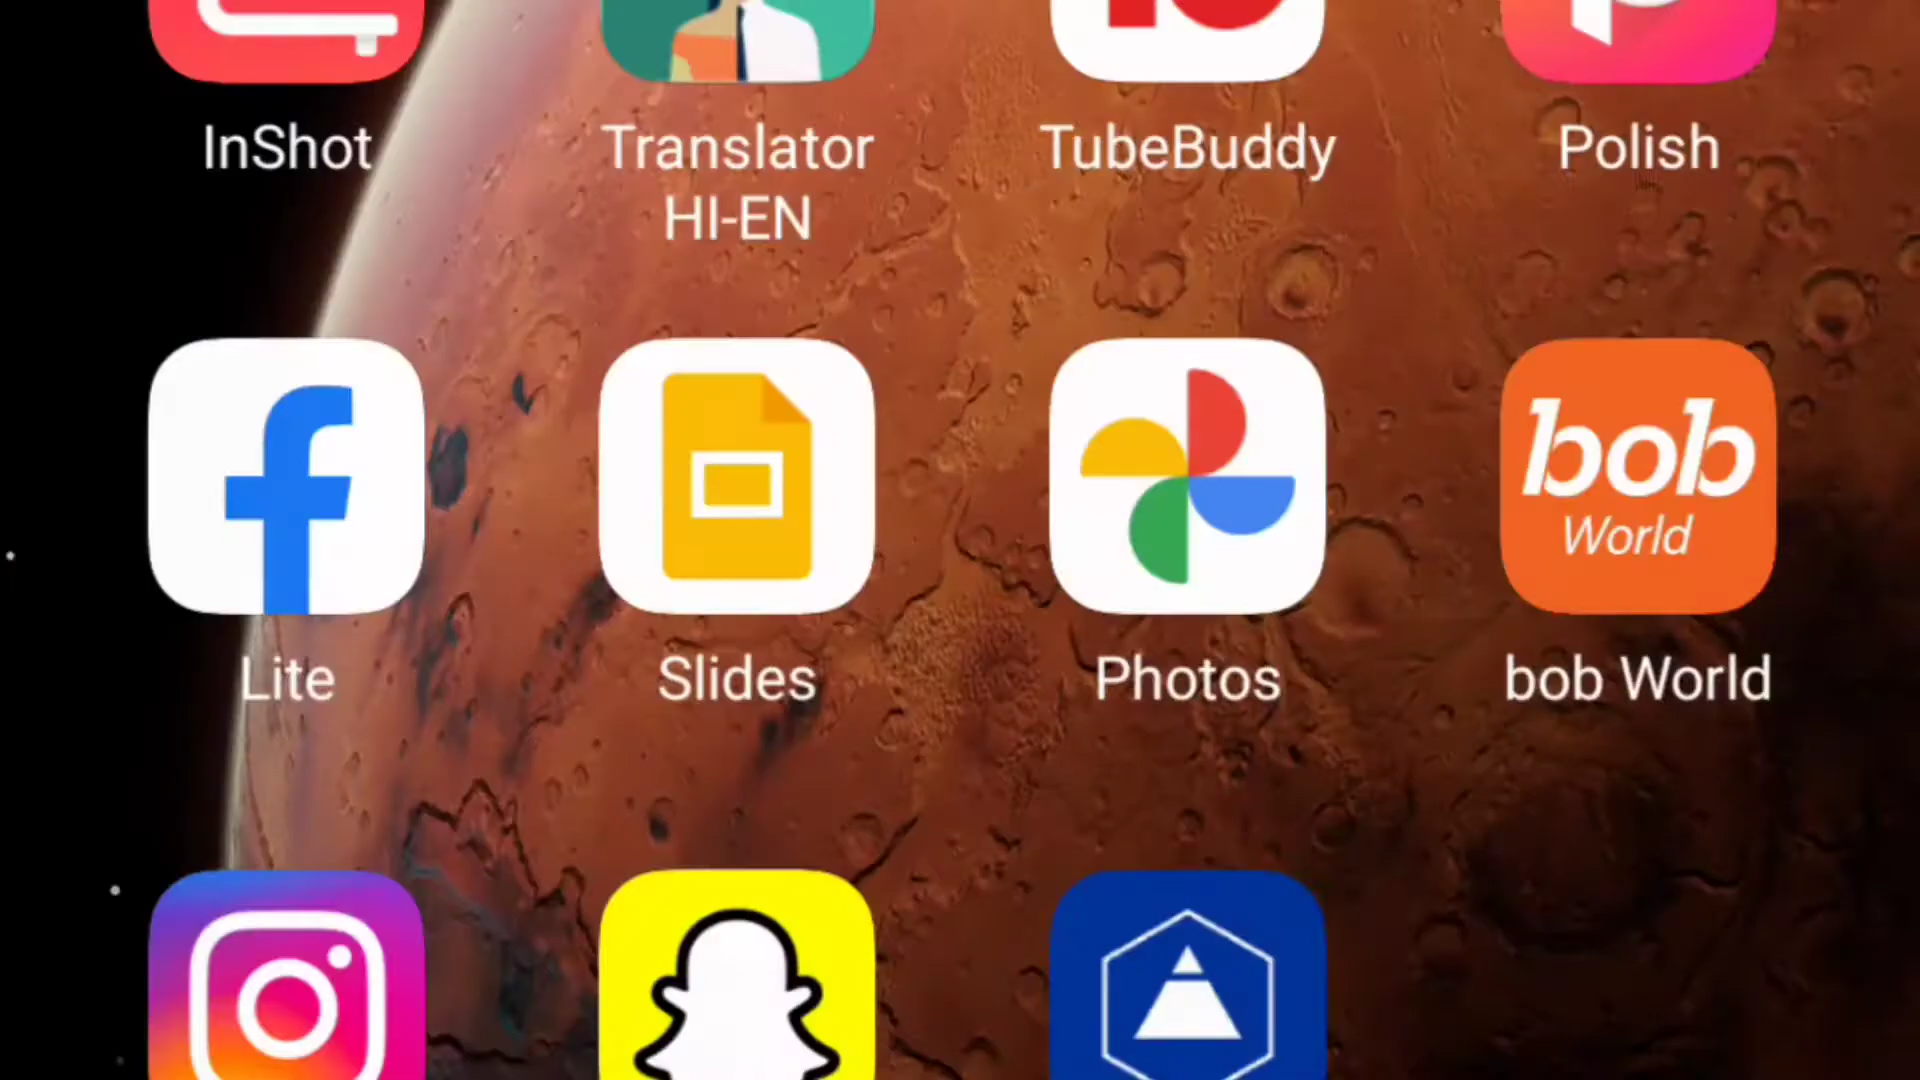 InShot
Translator
HI-EN
TubeBuddy
Polish
bob
World
Lite
Slides
Photos
bob World